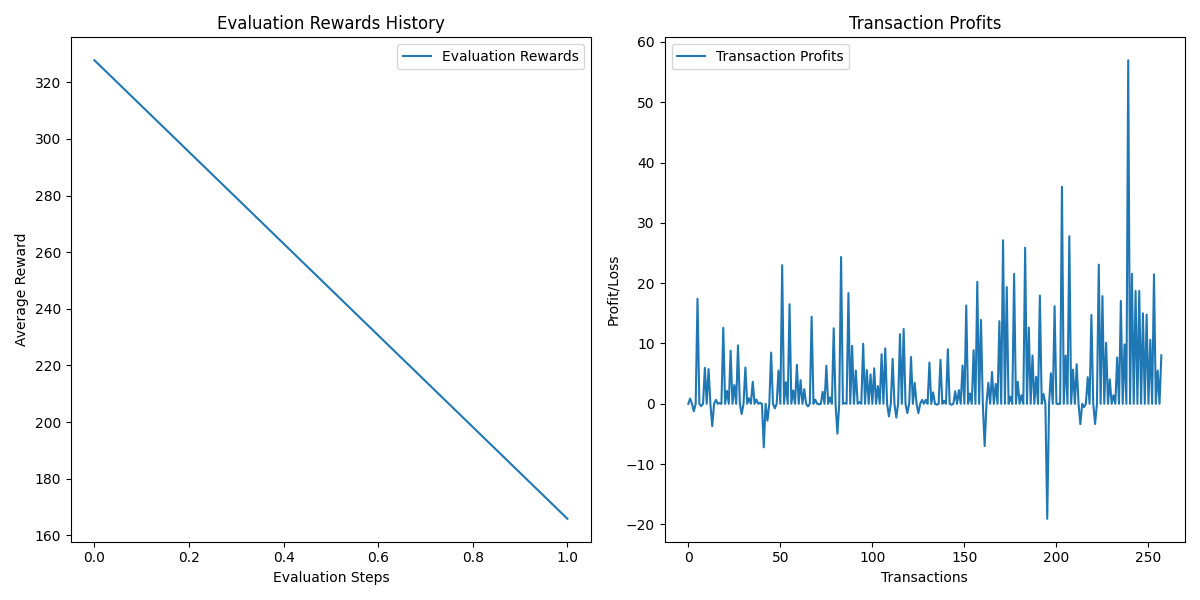 Evaluation Rewards History
Evaluation Rewards
320
300
280
260
240
220
200
180
160
Average Reward
0.0 0.2 0.4 0.6 0.8 1.0
Evaluation Steps
Transaction Profits
Transaction Profits
60
50
40
30
20
10
0
−10
−20
Profit/Loss
0 50 100 150 200 250
Transactions